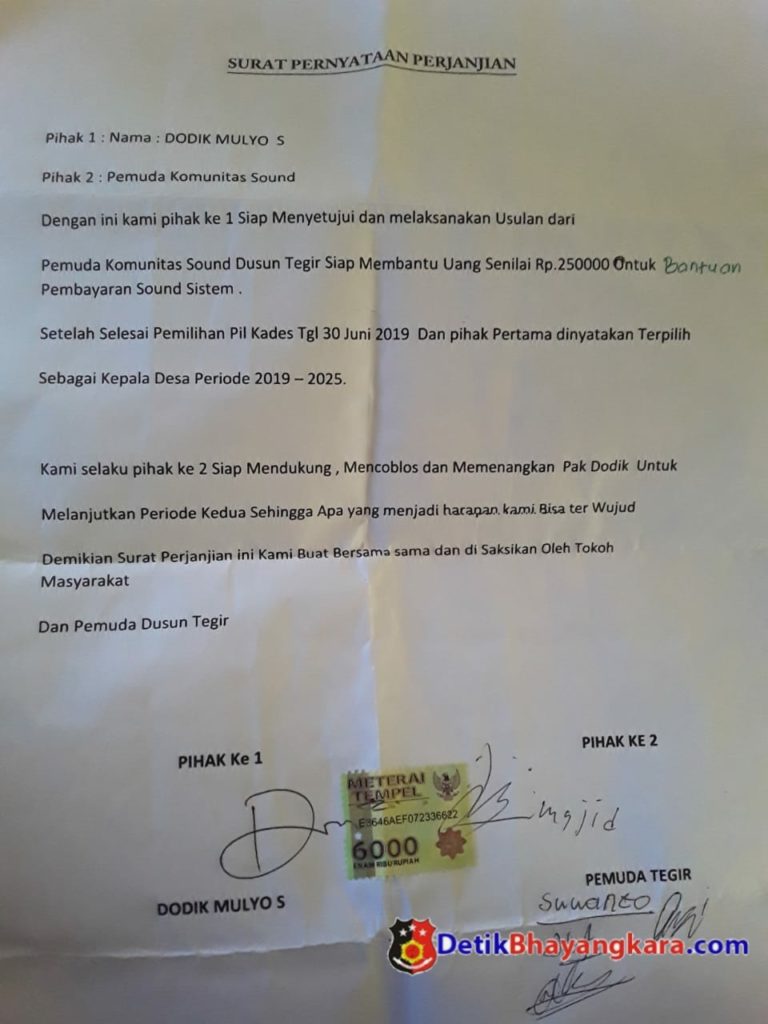 SURAT PERNYATAAN PERJANJIAN
Pihak 1 : Nama : DODIK MULYO S
Pihak 2 : Pemuda Komunitas Sound
Dengan ini kami pihak ke 1 Siap Menyetujui dan melaksanakan Usulan dari
Pemuda Komunitas Sound Dusun Tegir Siap Membantu Uang Senilai Rp.250000 Untuk Bantuan
Pembayaran Sound Sistem .
Setelah Selesai Pemilihan Pil Kades Tgl 30 Juni 2019 Dan pihak Pertama dinyatakan Terpilih
Sebagai Kepala Desa Periode 2019 – 2025.
Kami selaku pihak ke 2 Siap Mendukung , Mencoblos dan Memenangkan Pak Dodik Untuk
Melanjutkan Periode Kedua Sehingga Apa yang menjadi harapan kami Bisa ter Wujud
Demikian Surat Perjanjian ini Kami Buat Bersama sama dan di Saksikan Oleh Tokoh
Masyarakat
Dan Pemuda Dusun Tegir
PIHAK Ke 1
PIHAK KE 2
METERAI
TEMPEL
6000
ENAM RIBU RUPIAH
DODIK MULYO S
PEMUDA TEGIR
Suwanto
DetikBhayangkara.com